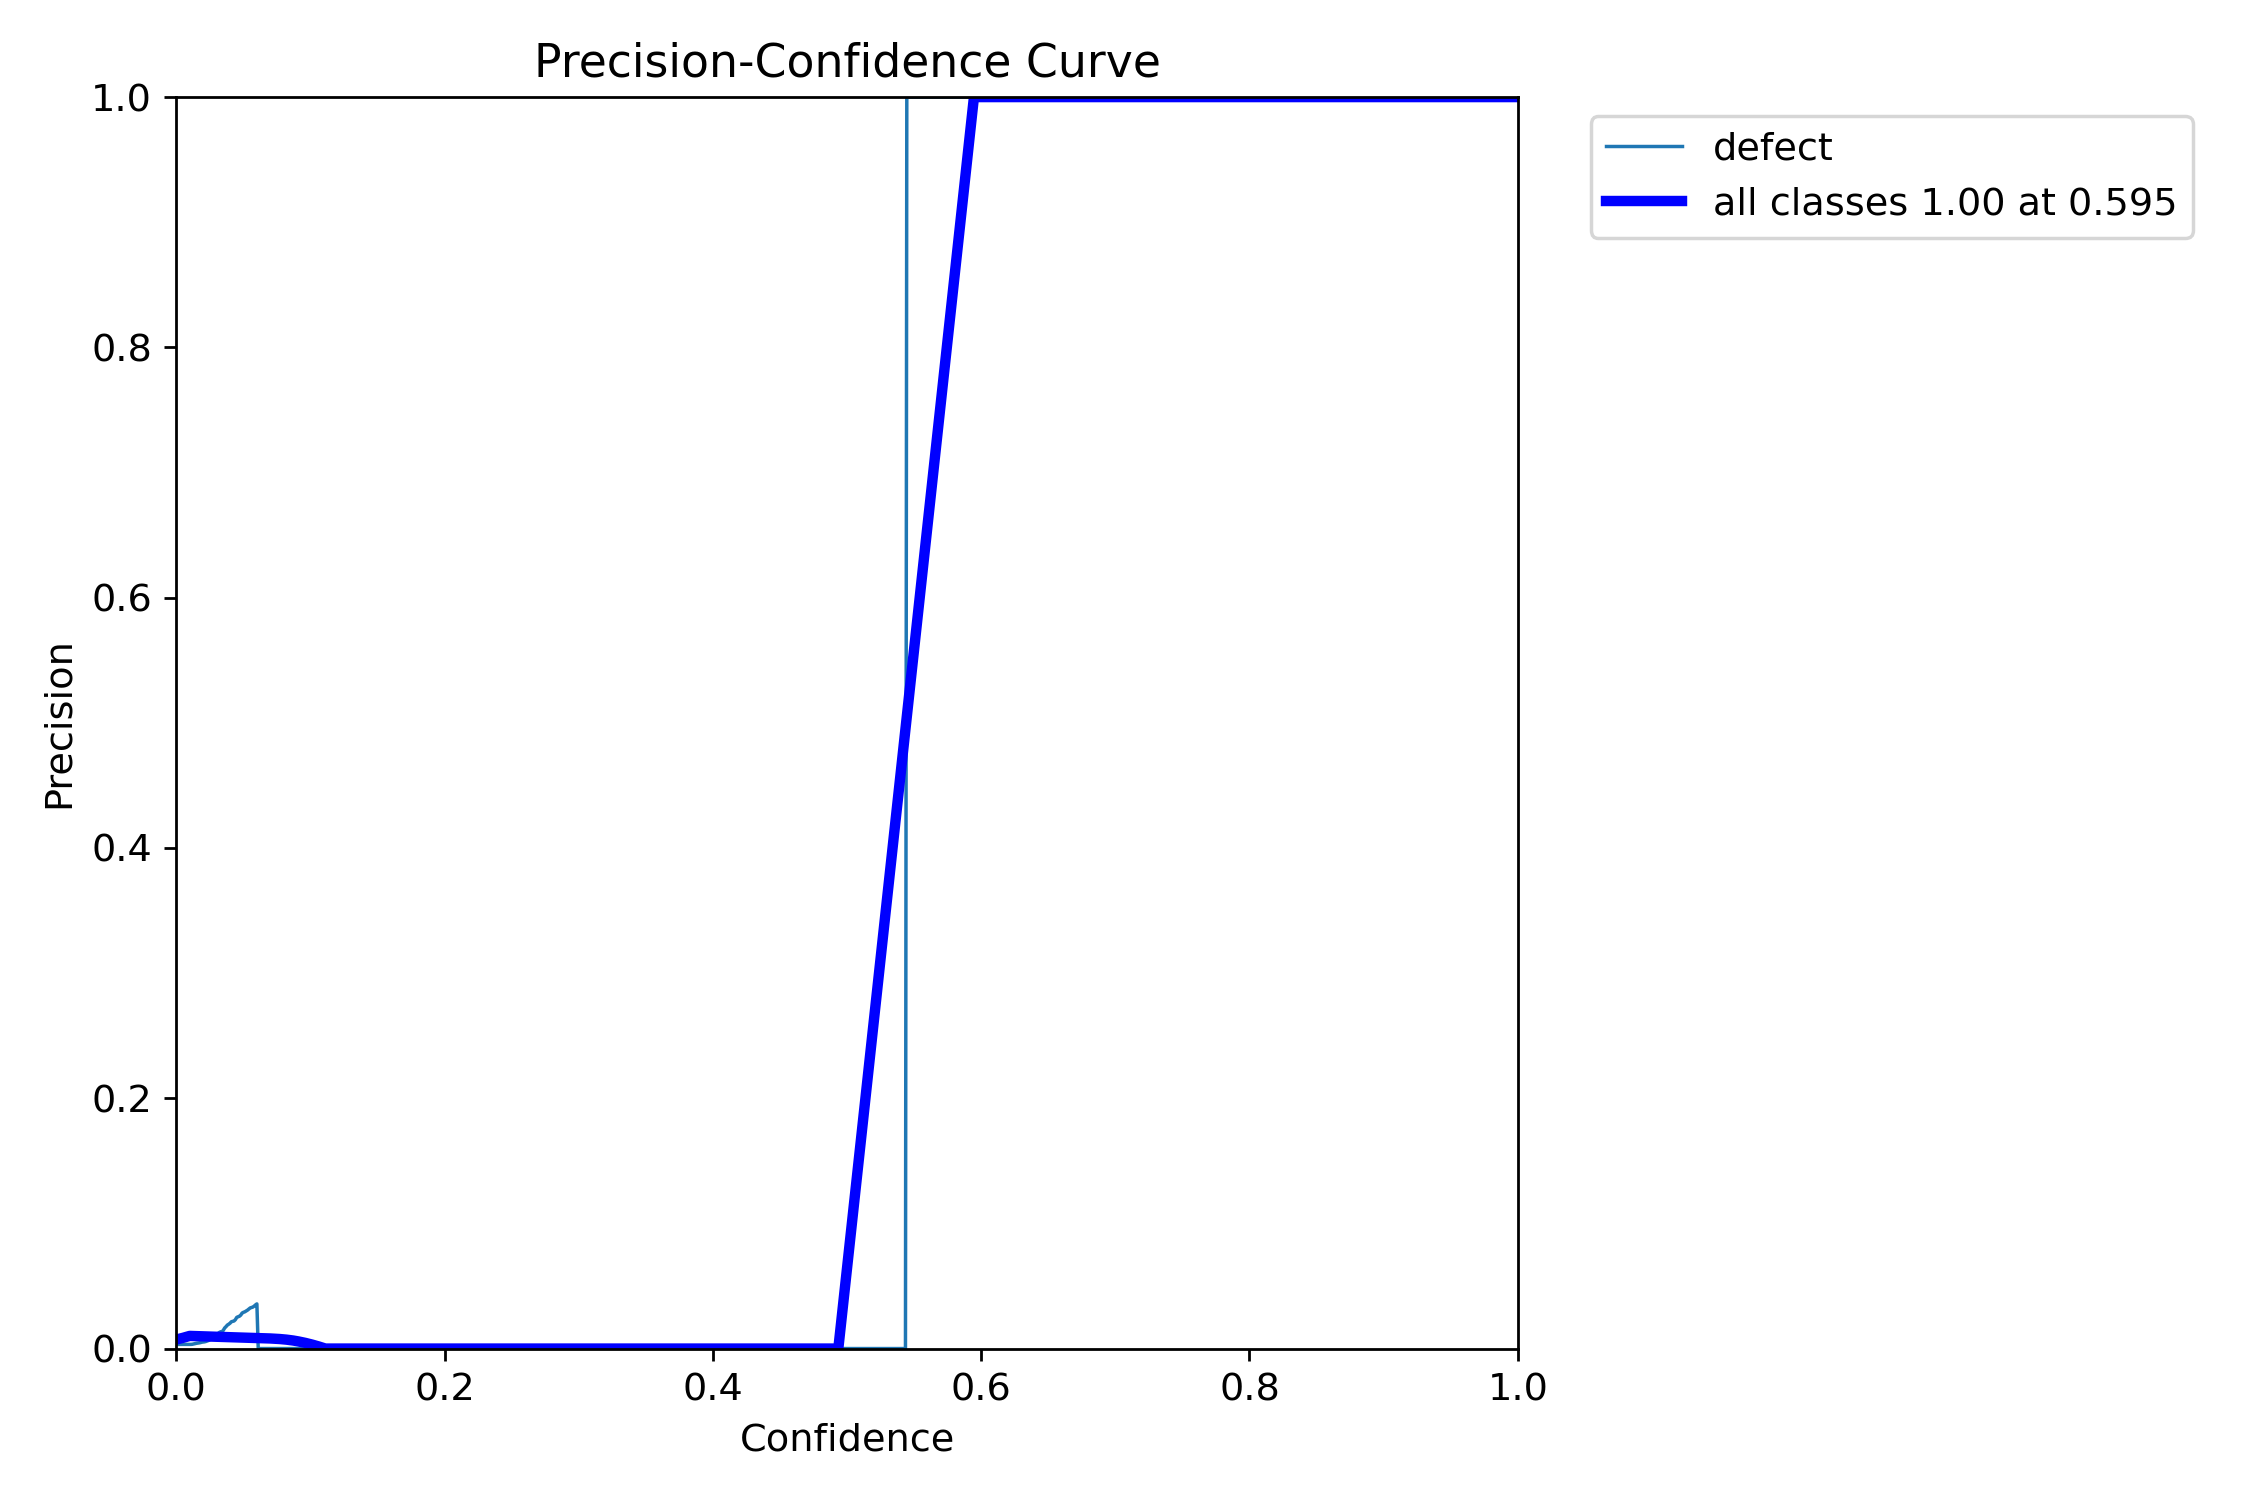 Precision-Confidence Curve
1.0
0.8
0.6
0.4
0.2
0.0
Precision
0.0 0.2 0.4 0.6 0.8 1.0
Confidence
defect
all classes 1.00 at 0.595